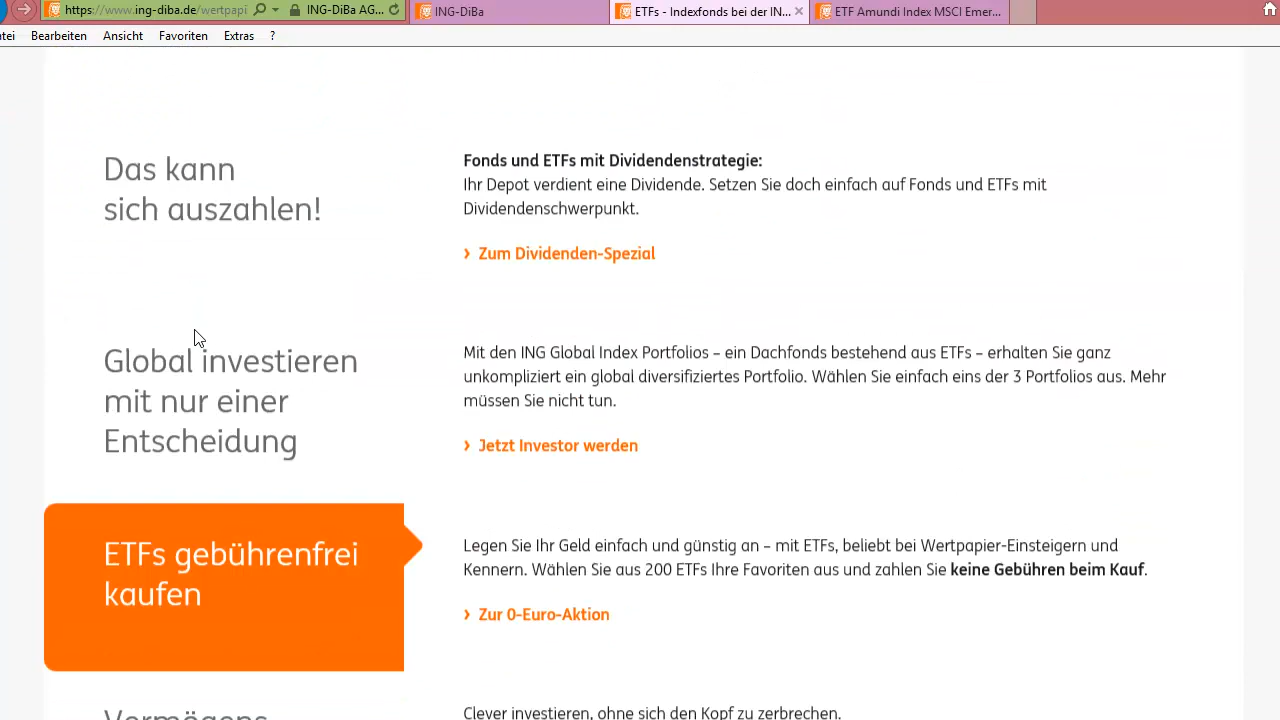 https://www.ing-diba.de/wertpapi
ING-DiBa AG...
ING-DiBa
ETFs - Indexfonds bei der IN...
ETF Amundi Index MSCI Emer...
tei Bearbeiten Ansicht Favoriten Extras ?
Das kann
sich auszahlen!
Fonds und ETFs mit Dividendenstrategie:
Ihr Depot verdient eine Dividende. Setzen Sie doch einfach auf Fonds und ETFs mit
Dividendenschwerpunkt.
› Zum Dividenden-Spezial
Global investieren
mit nur einer
Entscheidung
Mit den ING Global Index Portfolios – ein Dachfonds bestehend aus ETFs – erhalten Sie ganz
unkompliziert ein global diversifiziertes Portfolio. Wählen Sie einfach eins der 3 Portfolios aus. Mehr
müssen Sie nicht tun.
› Jetzt Investor werden
ETFs gebührenfrei
kaufen
Legen Sie Ihr Geld einfach und günstig an – mit ETFs, beliebt bei Wertpapier-Einsteigern und
Kennern. Wählen Sie aus 200 ETFs Ihre Favoriten aus und zahlen Sie keine Gebühren beim Kauf.
› Zur 0-Euro-Aktion
Vermögens
Clever investieren, ohne sich den Kopf zu zerbrechen.